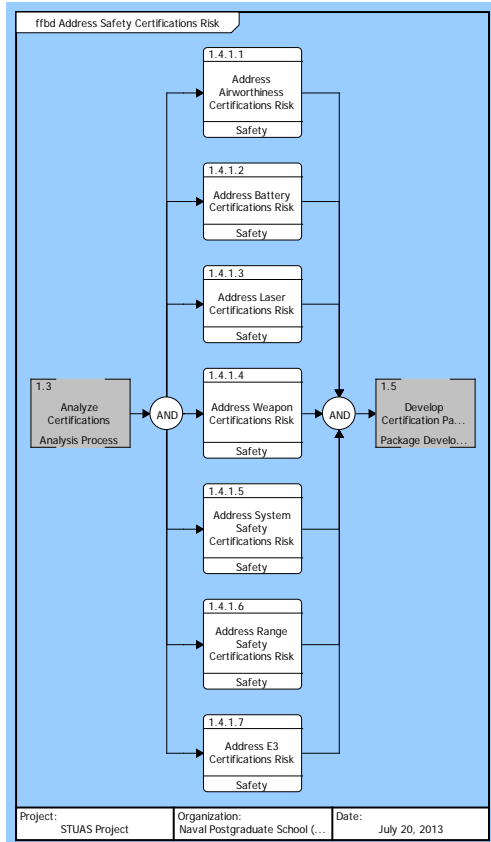 ffbd Address Safety Certifications Risk
1.4.1.1
Address
Airworthiness
Certifications Risk
Safety
1.4.1.2
Address Battery
Certifications Risk
Safety
1.4.1.3
Address Laser
Certifications Risk
Safety
1.3
Analyze
Certifications
Analysis Process
AND
1.4.1.4
Address Weapon
Certifications Risk
Safety
AND
1.5
Develop
Certification Pa...
Package Develo...
1.4.1.5
Address System
Safety
Certifications Risk
Safety
1.4.1.6
Address Range
Safety
Certifications Risk
Safety
1.4.1.7
Address E3
Certifications Risk
Safety
Project:
STUAS Project
Organization:
Naval Postgraduate School (...
Date:
July 20, 2013